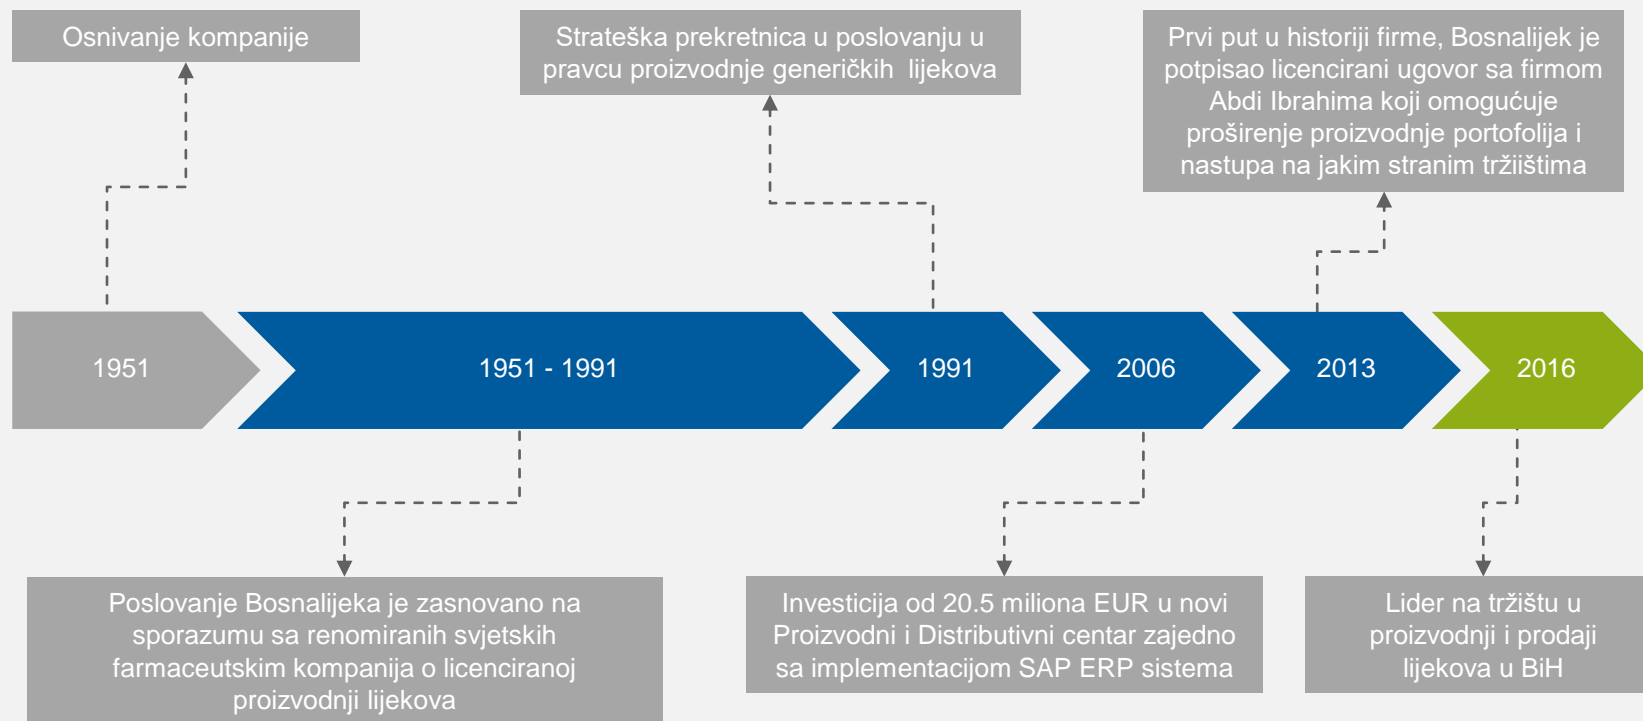 Osnivanje kompanije
Strateška prekretnica u poslovanju u
pravcu proizvodnje generičkih lijekova
Prvi put u historiji firme, Bosnalijek je
potpisao licencirani ugovor sa firmom
Abdi Ibrahima koji omogućuje
proširenje proizvodnje portofolija i
nastupa na jakim stranim tržiištima
1951
1951 - 1991
1991
2006
2013
2016
Poslovanje Bosnalijeka je zasnovano na
sporazumu sa renomiranih svjetskih
farmaceutskim kompanija o licenciranoj
proizvodnji lijekova
Investicija od 20.5 miliona EUR u novi
Proizvodni i Distributivni centar zajedno
sa implementacijom SAP ERP sistema
Lider na tržištu u
proizvodnji i prodaji
lijekova u BiH